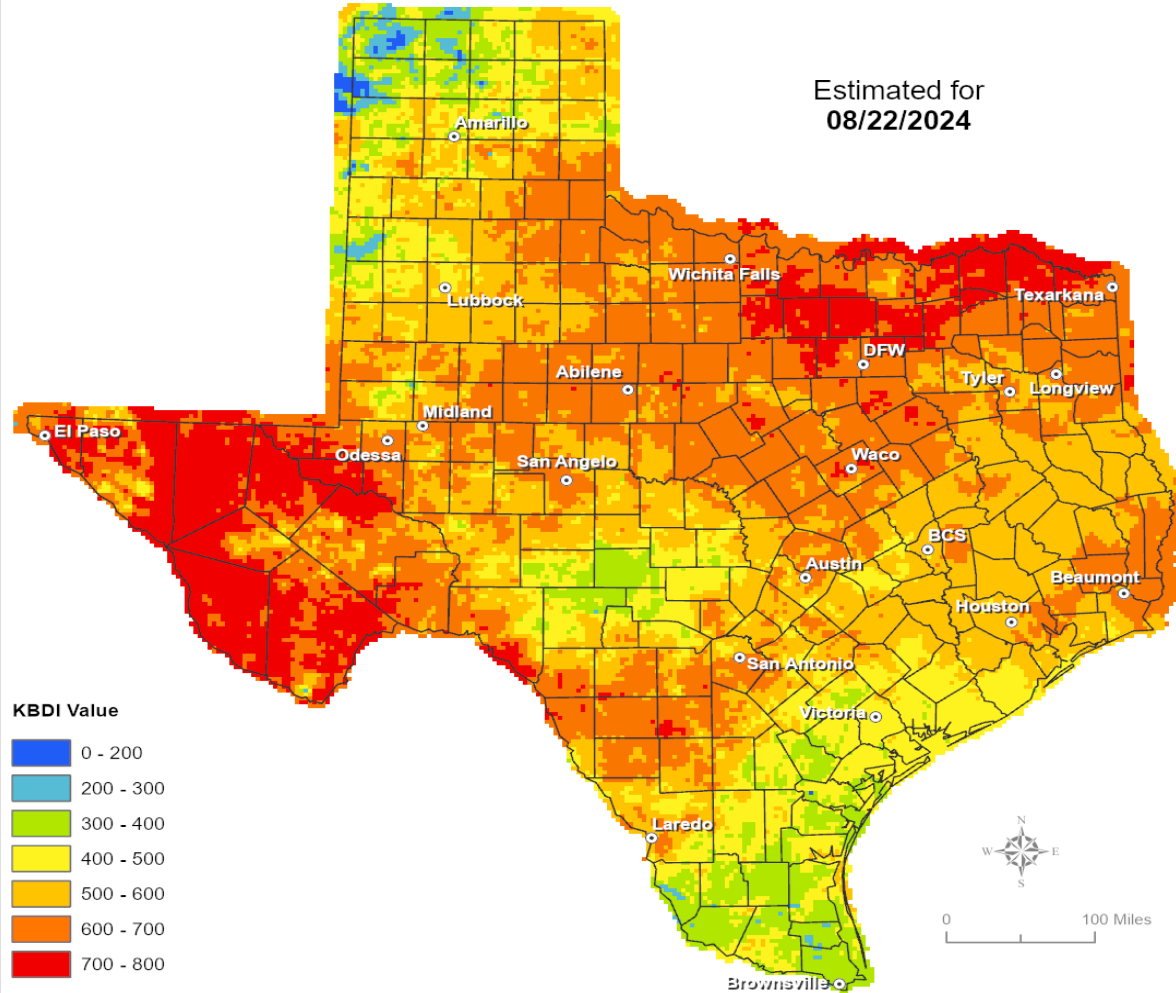 Estimated for
08/22/2024
Amarillo
Wichita Falls
Lubbock
Texarkana
DFW
Abilene
Tyler
Longview
Midland
El Paso
Odessa
San Angelo
Waco
BCS
Austin
Beaumont
Houston
San Antonio
Victoria
Laredo
Brownsville
KBDI Value
0 - 200
200 - 300
300 - 400
400 - 500
500 - 600
600 - 700
700 - 800
N
W E
S
0 100 Miles